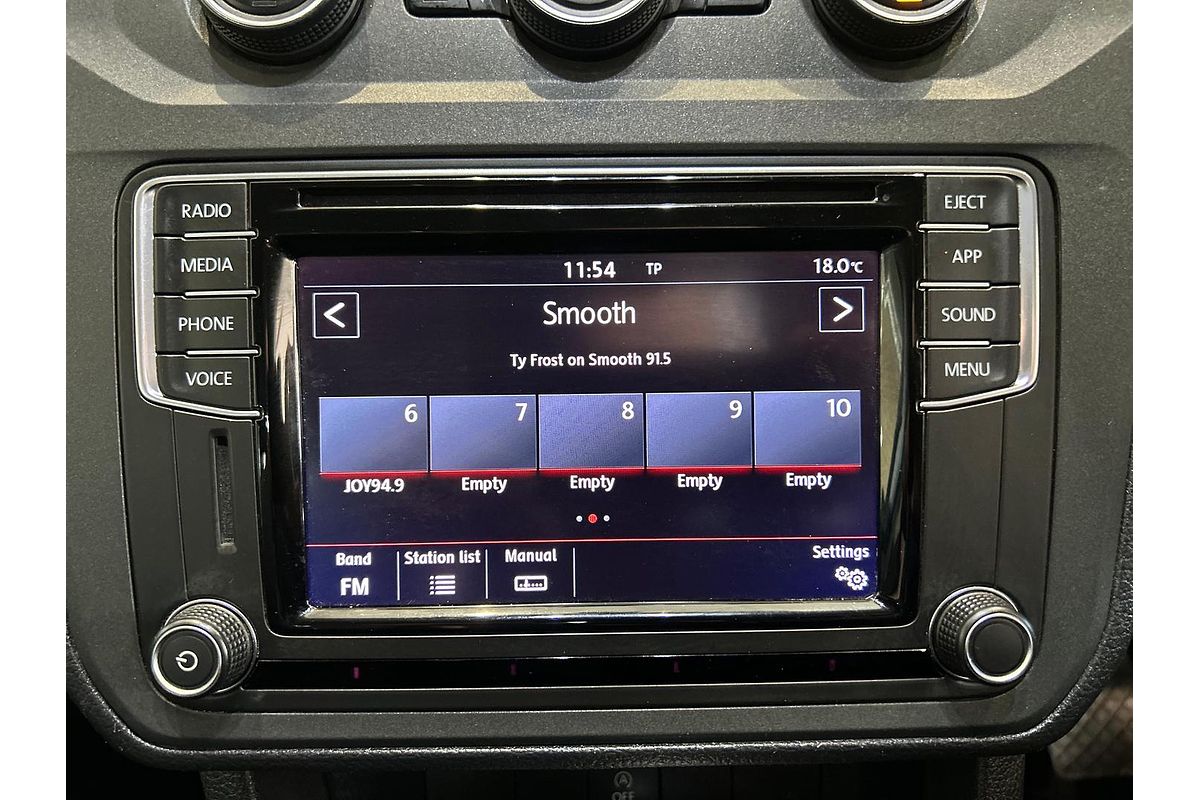 RADIO
MEDIA
PHONE
VOICE
EJECT
APP
SOUND
MENU
11:54 TP 18.0°C
< Smooth >
Ty Frost on Smooth 91.5
6 7 8 9 10
JOY94.9 Empty Empty Empty Empty
Band Station list Manual Settings
FM
A
OFF